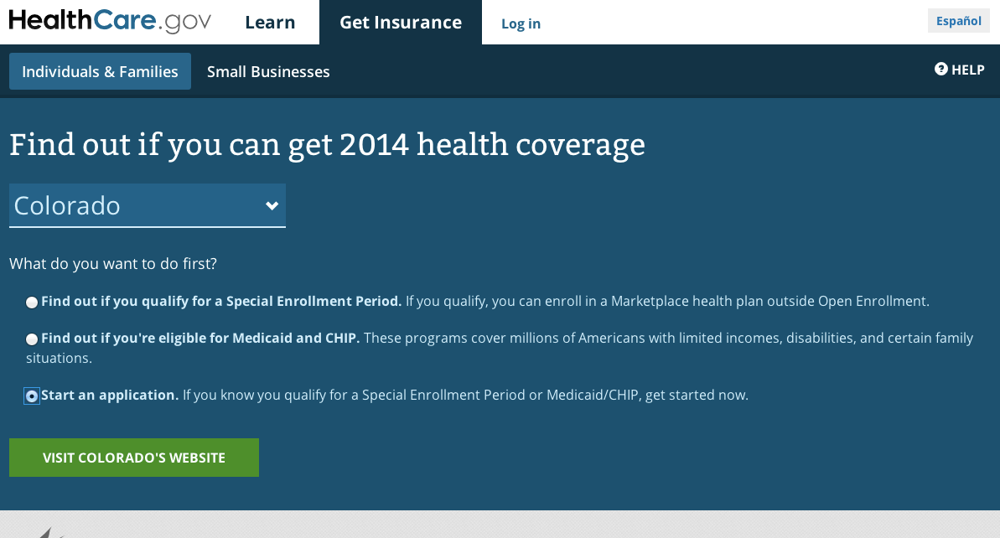 HealthCare.gov Learn Get Insurance Log in Español
Individuals & Families Small Businesses ? HELP
Find out if you can get 2014 health coverage
Colorado
What do you want to do first?
Find out if you qualify for a Special Enrollment Period. If you qualify, you can enroll in a Marketplace health plan outside Open Enrollment.
Find out if you're eligible for Medicaid and CHIP. These programs cover millions of Americans with limited incomes, disabilities, and certain family
situations.
Start an application. If you know you qualify for a Special Enrollment Period or Medicaid/CHIP, get started now.
VISIT COLORADO'S WEBSITE